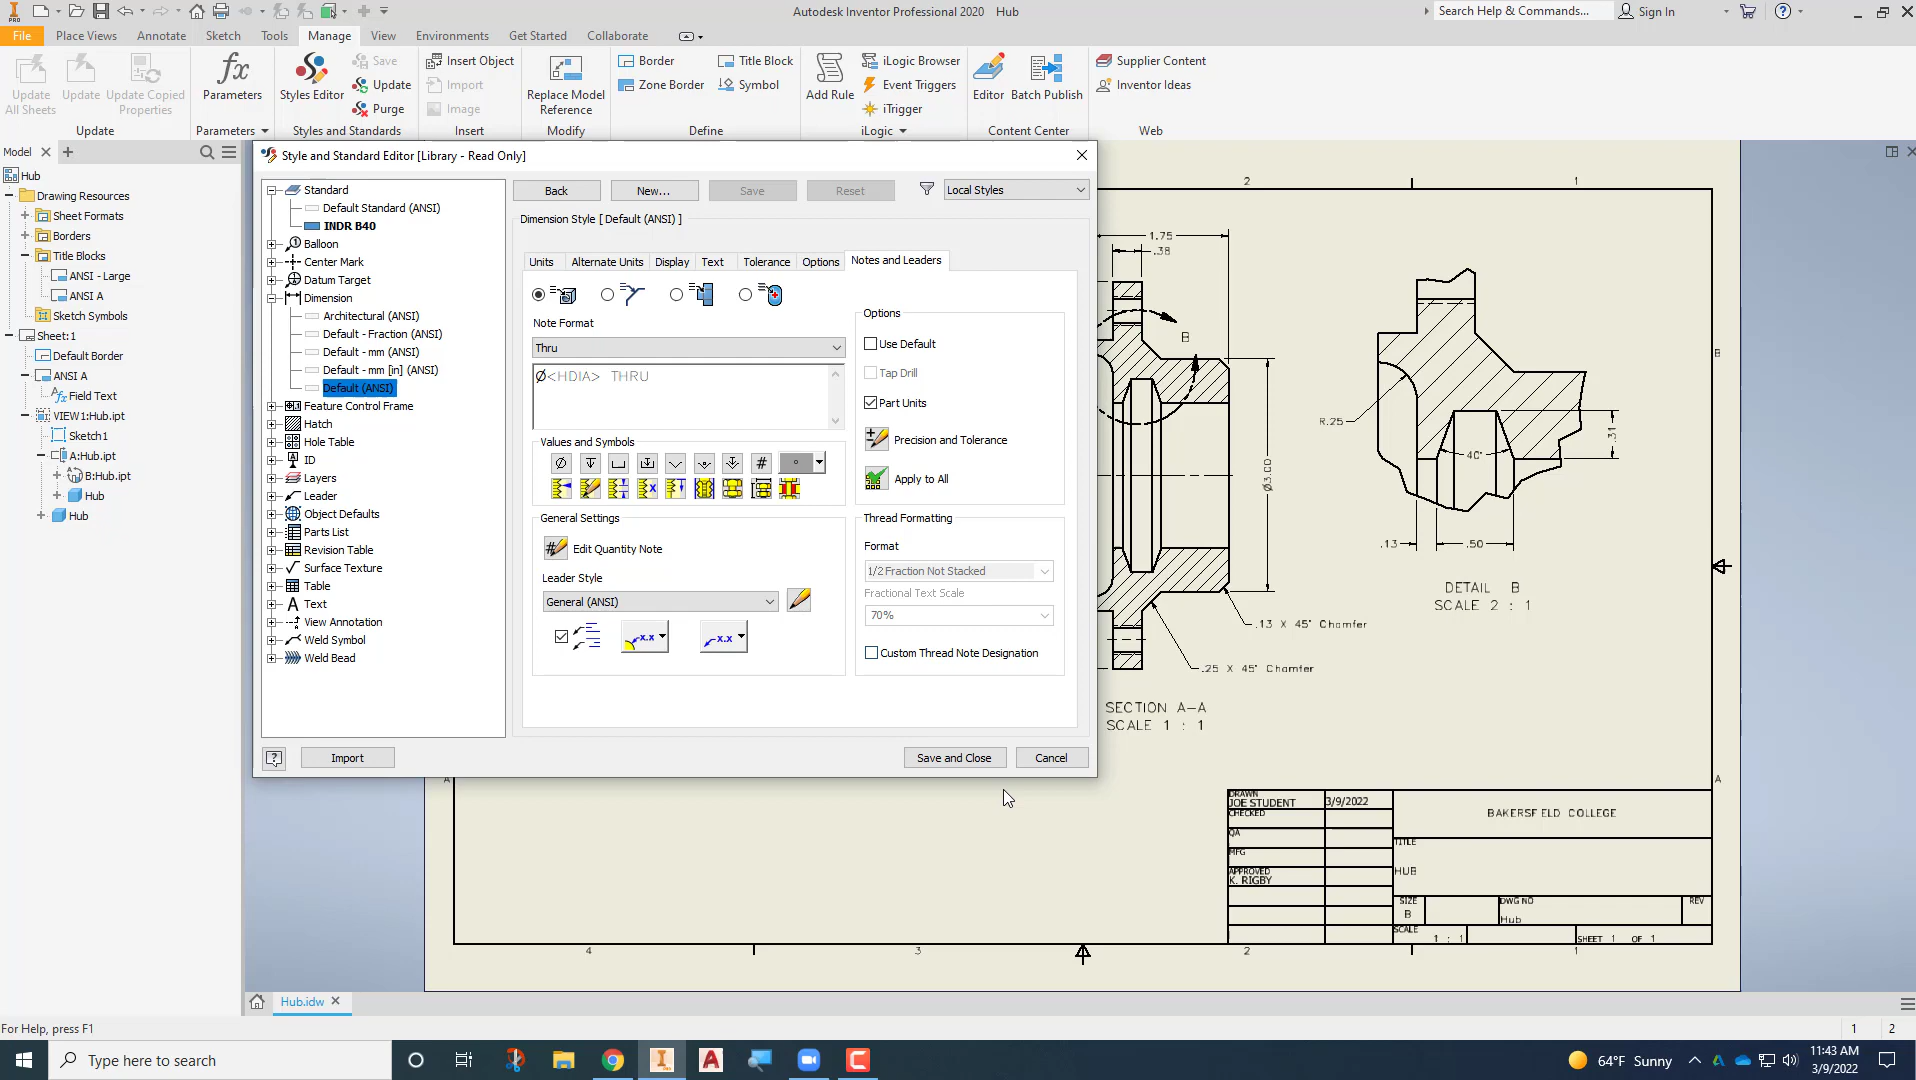 Autodesk Inventor Professional 2020 Hub
Search Help & Commands...
Sign In
PRO
File
Place Views
Annotate
Sketch
Tools
Manage
View
Environments
Get Started
Collaborate
Update All Sheets
Update
Update Copied Properties
Update
fx
Parameters
Parameters
Styles Editor
Save
Update
Purge
Styles and Standards
Insert Object
Import
Image
Insert
Replace Model Reference
Modify
Border
Zone Border
Title Block
Symbol
Define
Add Rule
iLogic Browser
Event Triggers
iTrigger
iLogic
Editor
Batch Publish
Content Center
Supplier Content
Inventor Ideas
Web
Model
Hub
Drawing Resources
Sheet Formats
Borders
Title Blocks
ANSI - Large
ANSI A
Sketch Symbols
Sheet:1
Default Border
ANSI A
Field Text
VIEW1:Hub.ipt
Sketch1
A:Hub.ipt
B:Hub.ipt
Hub
Hub
Style and Standard Editor [Library - Read Only]
Standard
Default Standard (ANSI)
INDR B40
Balloon
Center Mark
Datum Target
Dimension
Architectural (ANSI)
Default - Fraction (ANSI)
Default - mm (ANSI)
Default - mm [in] (ANSI)
Default (ANSI)
Feature Control Frame
Hatch
Hole Table
ID
Layers
Leader
Object Defaults
Parts List
Revision Table
Surface Texture
Table
Text
View Annotation
Weld Symbol
Weld Bead
Back
New...
Save
Reset
Local Styles
Dimension Style [ Default (ANSI) ]
Units
Alternate Units
Display
Text
Tolerance
Options
Notes and Leaders
Note Format
Thru
Ø<HDIA> THRU
Values and Symbols
General Settings
Edit Quantity Note
Leader Style
General (ANSI)
x.x
x.x
Options
Use Default
Tap Drill
Part Units
Precision and Tolerance
Apply to All
Thread Formatting
Format
1/2 Fraction Not Stacked
Fractional Text Scale
70%
Custom Thread Note Designation
Import
Save and Close
Cancel
2
1
1.75
.38
B
B
R.25
40°
.31
Ø3.00
.13
.50
DETAIL B
SCALE 2 : 1
.13 X 45° Chamfer
.25 X 45° Chamfer
SECTION A-A
SCALE 1 : 1
A
A
DRAWN
JOE STUDENT
3/9/2022
CHECKED
QA
MFG
APPROVED
K. RIGBY
BAKERSFIELD COLLEGE
TITLE
HUB
SIZE
B
DWG NO
Hub
REV
SCALE
1 : 1
SHEET 1 OF 1
4
3
2
1
Hub.idw
For Help, press F1
1
2
Type here to search
64°F Sunny
11:43 AM
3/9/2022